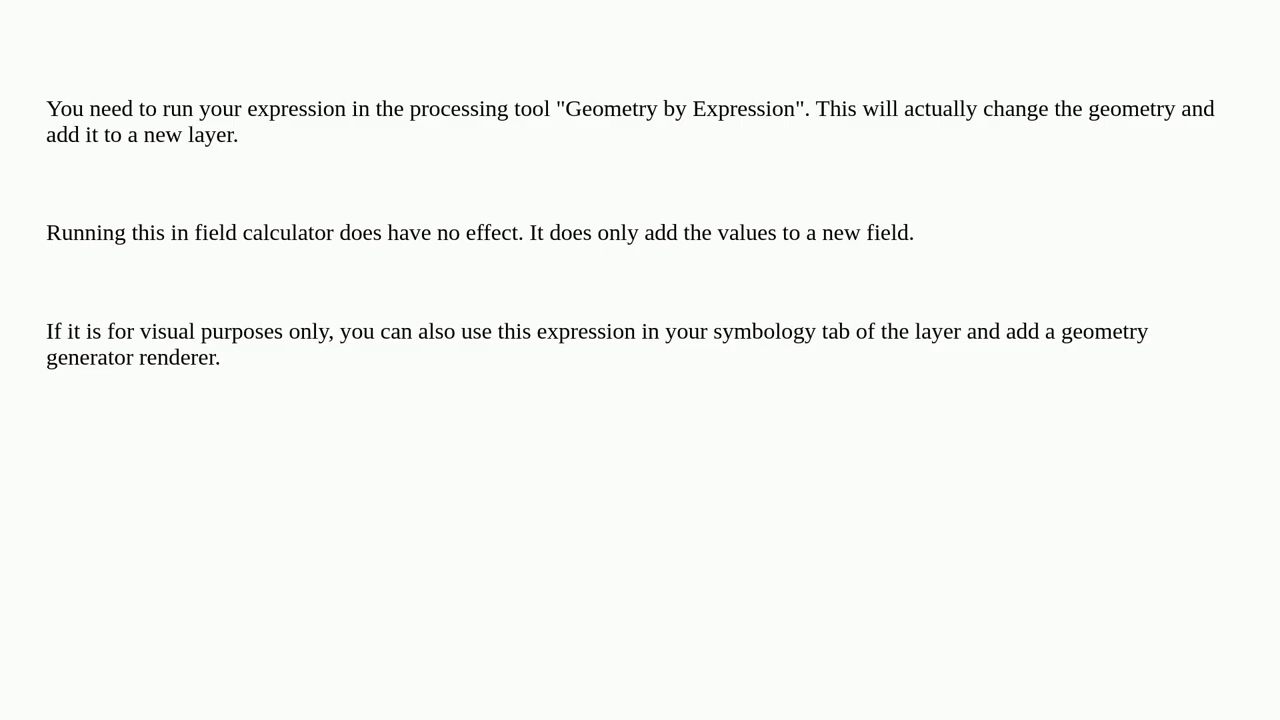 You need to run your expression in the processing tool "Geometry by Expression". This will actually change the geometry and
add it to a new layer.
Running this in field calculator does have no effect. It does only add the values to a new field.
If it is for visual purposes only, you can also use this expression in your symbology tab of the layer and add a geometry
generator renderer.